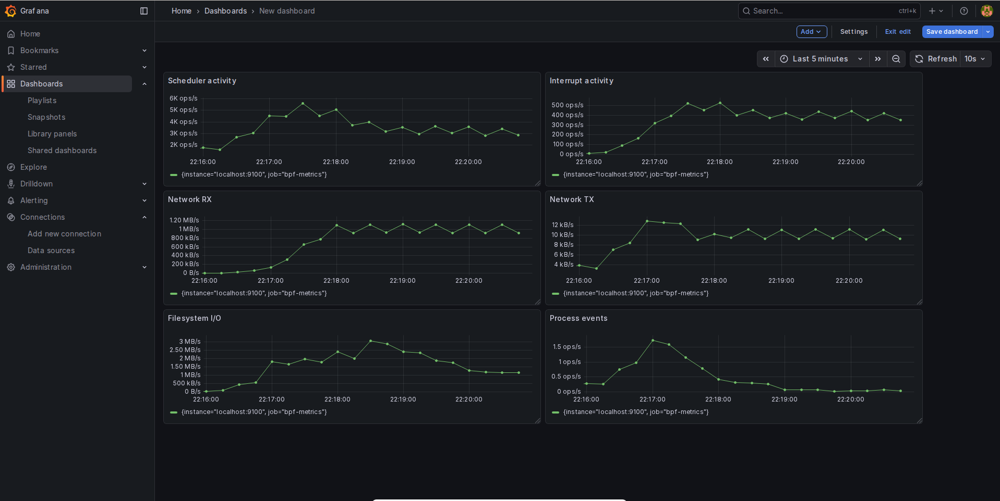 Grafana
Home › Dashboards › New dashboard
Search... ctrl+k
Home
Bookmarks
Starred
Dashboards
Playlists
Snapshots
Library panels
Shared dashboards
Explore
Drilldown
Alerting
Connections
Add new connection
Data sources
Administration
Add Settings Exit edit Save dashboard
Last 5 minutes Refresh 10s
Scheduler activity
6K ops/s
5K ops/s
4K ops/s
3K ops/s
2K ops/s
22:16:00 22:17:00 22:18:00 22:19:00 22:20:00
{instance="localhost:9100", job="bpf-metrics"}
Interrupt activity
500 ops/s
400 ops/s
300 ops/s
200 ops/s
100 ops/s
0 ops/s
22:16:00 22:17:00 22:18:00 22:19:00 22:20:00
{instance="localhost:9100", job="bpf-metrics"}
Network RX
1.20 MB/s
1 MB/s
800 kB/s
600 kB/s
400 kB/s
200 kB/s
0 B/s
22:16:00 22:17:00 22:18:00 22:19:00 22:20:00
{instance="localhost:9100", job="bpf-metrics"}
Network TX
12 kB/s
10 kB/s
8 kB/s
6 kB/s
4 kB/s
22:16:00 22:17:00 22:18:00 22:19:00 22:20:00
{instance="localhost:9100", job="bpf-metrics"}
Filesystem I/O
3 MB/s
2.50 MB/s
2 MB/s
1.50 MB/s
1 MB/s
500 kB/s
0 B/s
22:16:00 22:17:00 22:18:00 22:19:00 22:20:00
{instance="localhost:9100", job="bpf-metrics"}
Process events
1.5 ops/s
1 ops/s
0.5 ops/s
0 ops/s
22:16:00 22:17:00 22:18:00 22:19:00 22:20:00
{instance="localhost:9100", job="bpf-metrics"}